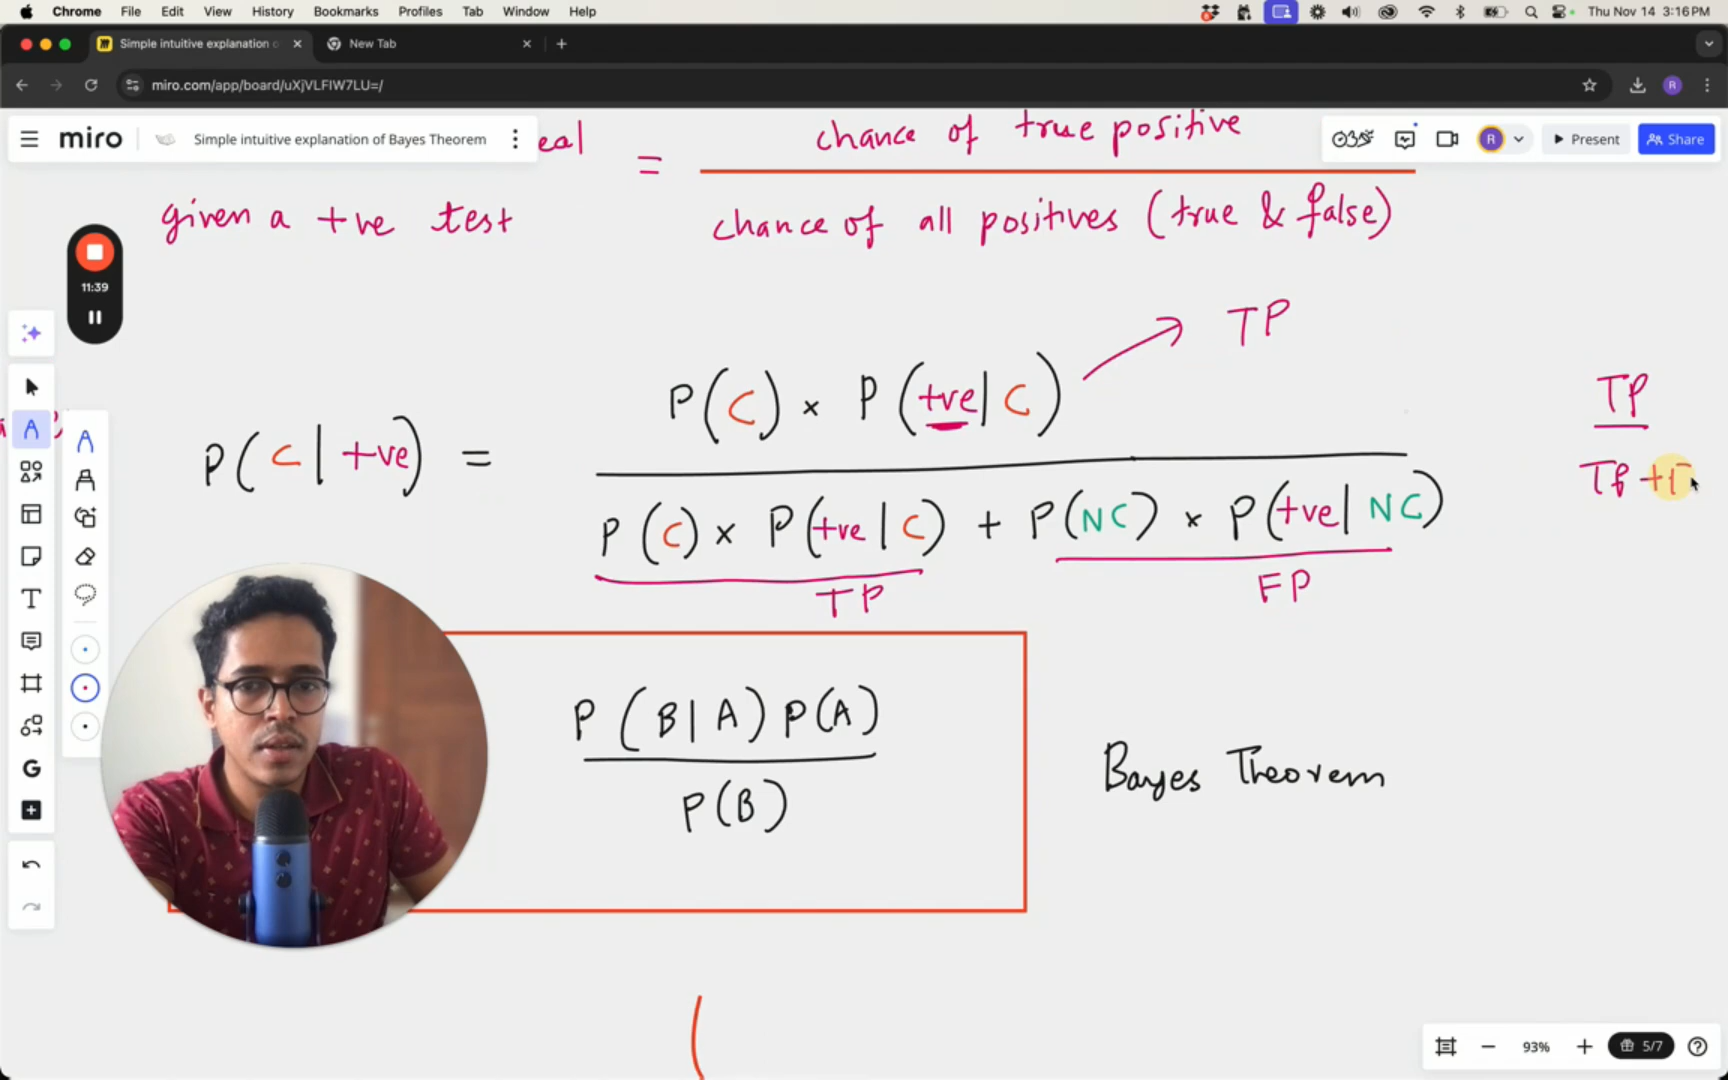 Chrome File Edit View History Bookmarks Profiles Tab Window Help Thu Nov 14 3:16 PM
Simple intuitive explanation o New Tab
miro.com/app/board/uXjVLFIW7LU=/ R
miro Simple intuitive explanation of Bayes Theorem R Present Share
eal = chance of true positive
given a +ve test chance of all positives (true & false)
11:39
TP
P(C) × P(+ve|C)
P(C|+ve) =
P(C) × P(+ve|C) + P(NC) × P(+ve|NC)
TP FP
TP
TP +
P(B|A) P(A)
P(B)
Bayes Theorem
T
G
93% 5/7